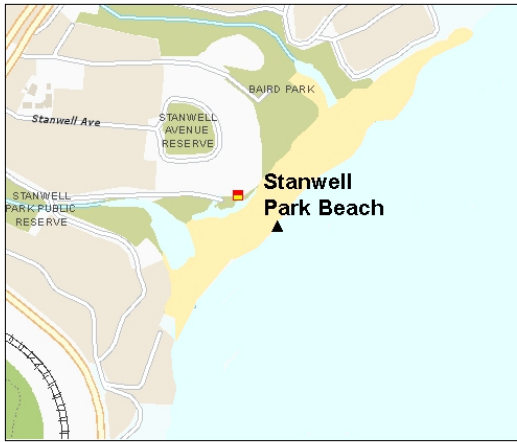 BAIRD PARK
Stanwell Ave
STANWELL
AVENUE
RESERVE
Stanwell
Park Beach
STANWELL
PARK PUBLIC
RESERVE